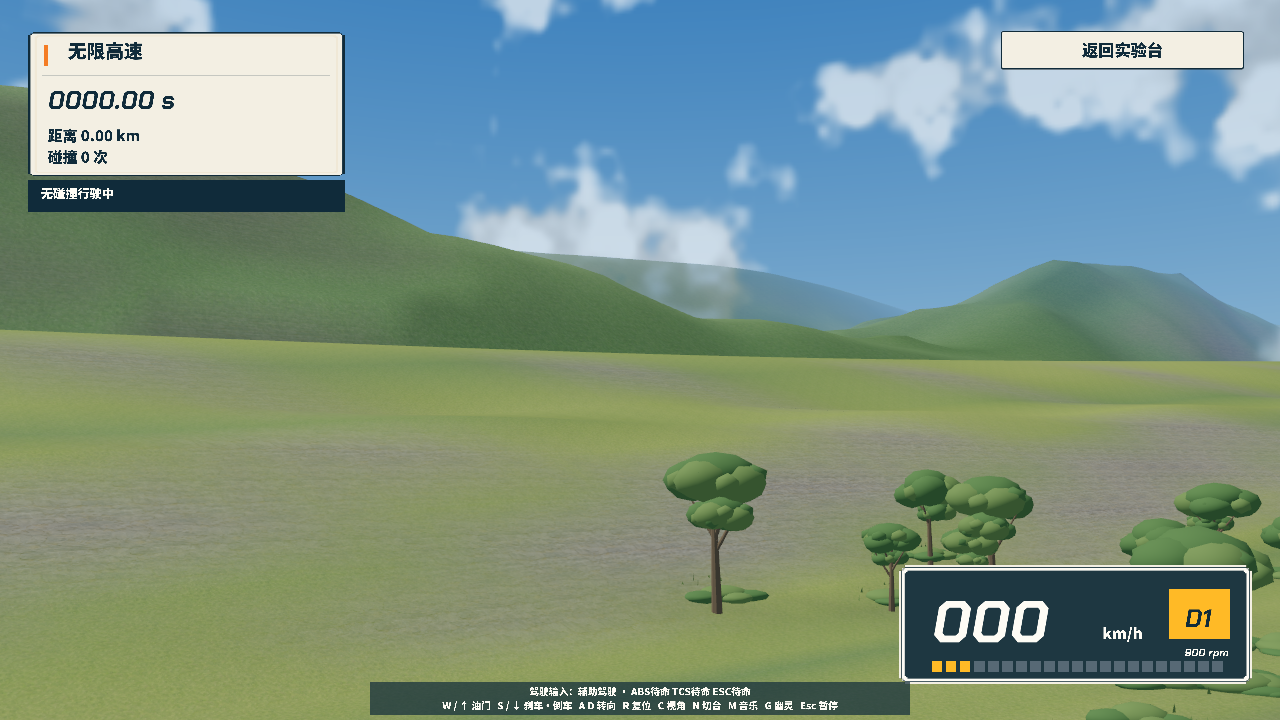 无限高速
返回实验台
0000.00 s
距离 0.00 km
碰撞 0 次
无碰撞行驶中
000 km/h D1
800 rpm
驾驶输入：辅助驾驶 · ABS待命 TCS待命 ESC待命
W / ↑ 油门 S / ↓ 刹车·倒车 A D 转向 R 复位 C 视角 N 切台 M 音乐 G 幽灵 Esc 暂停